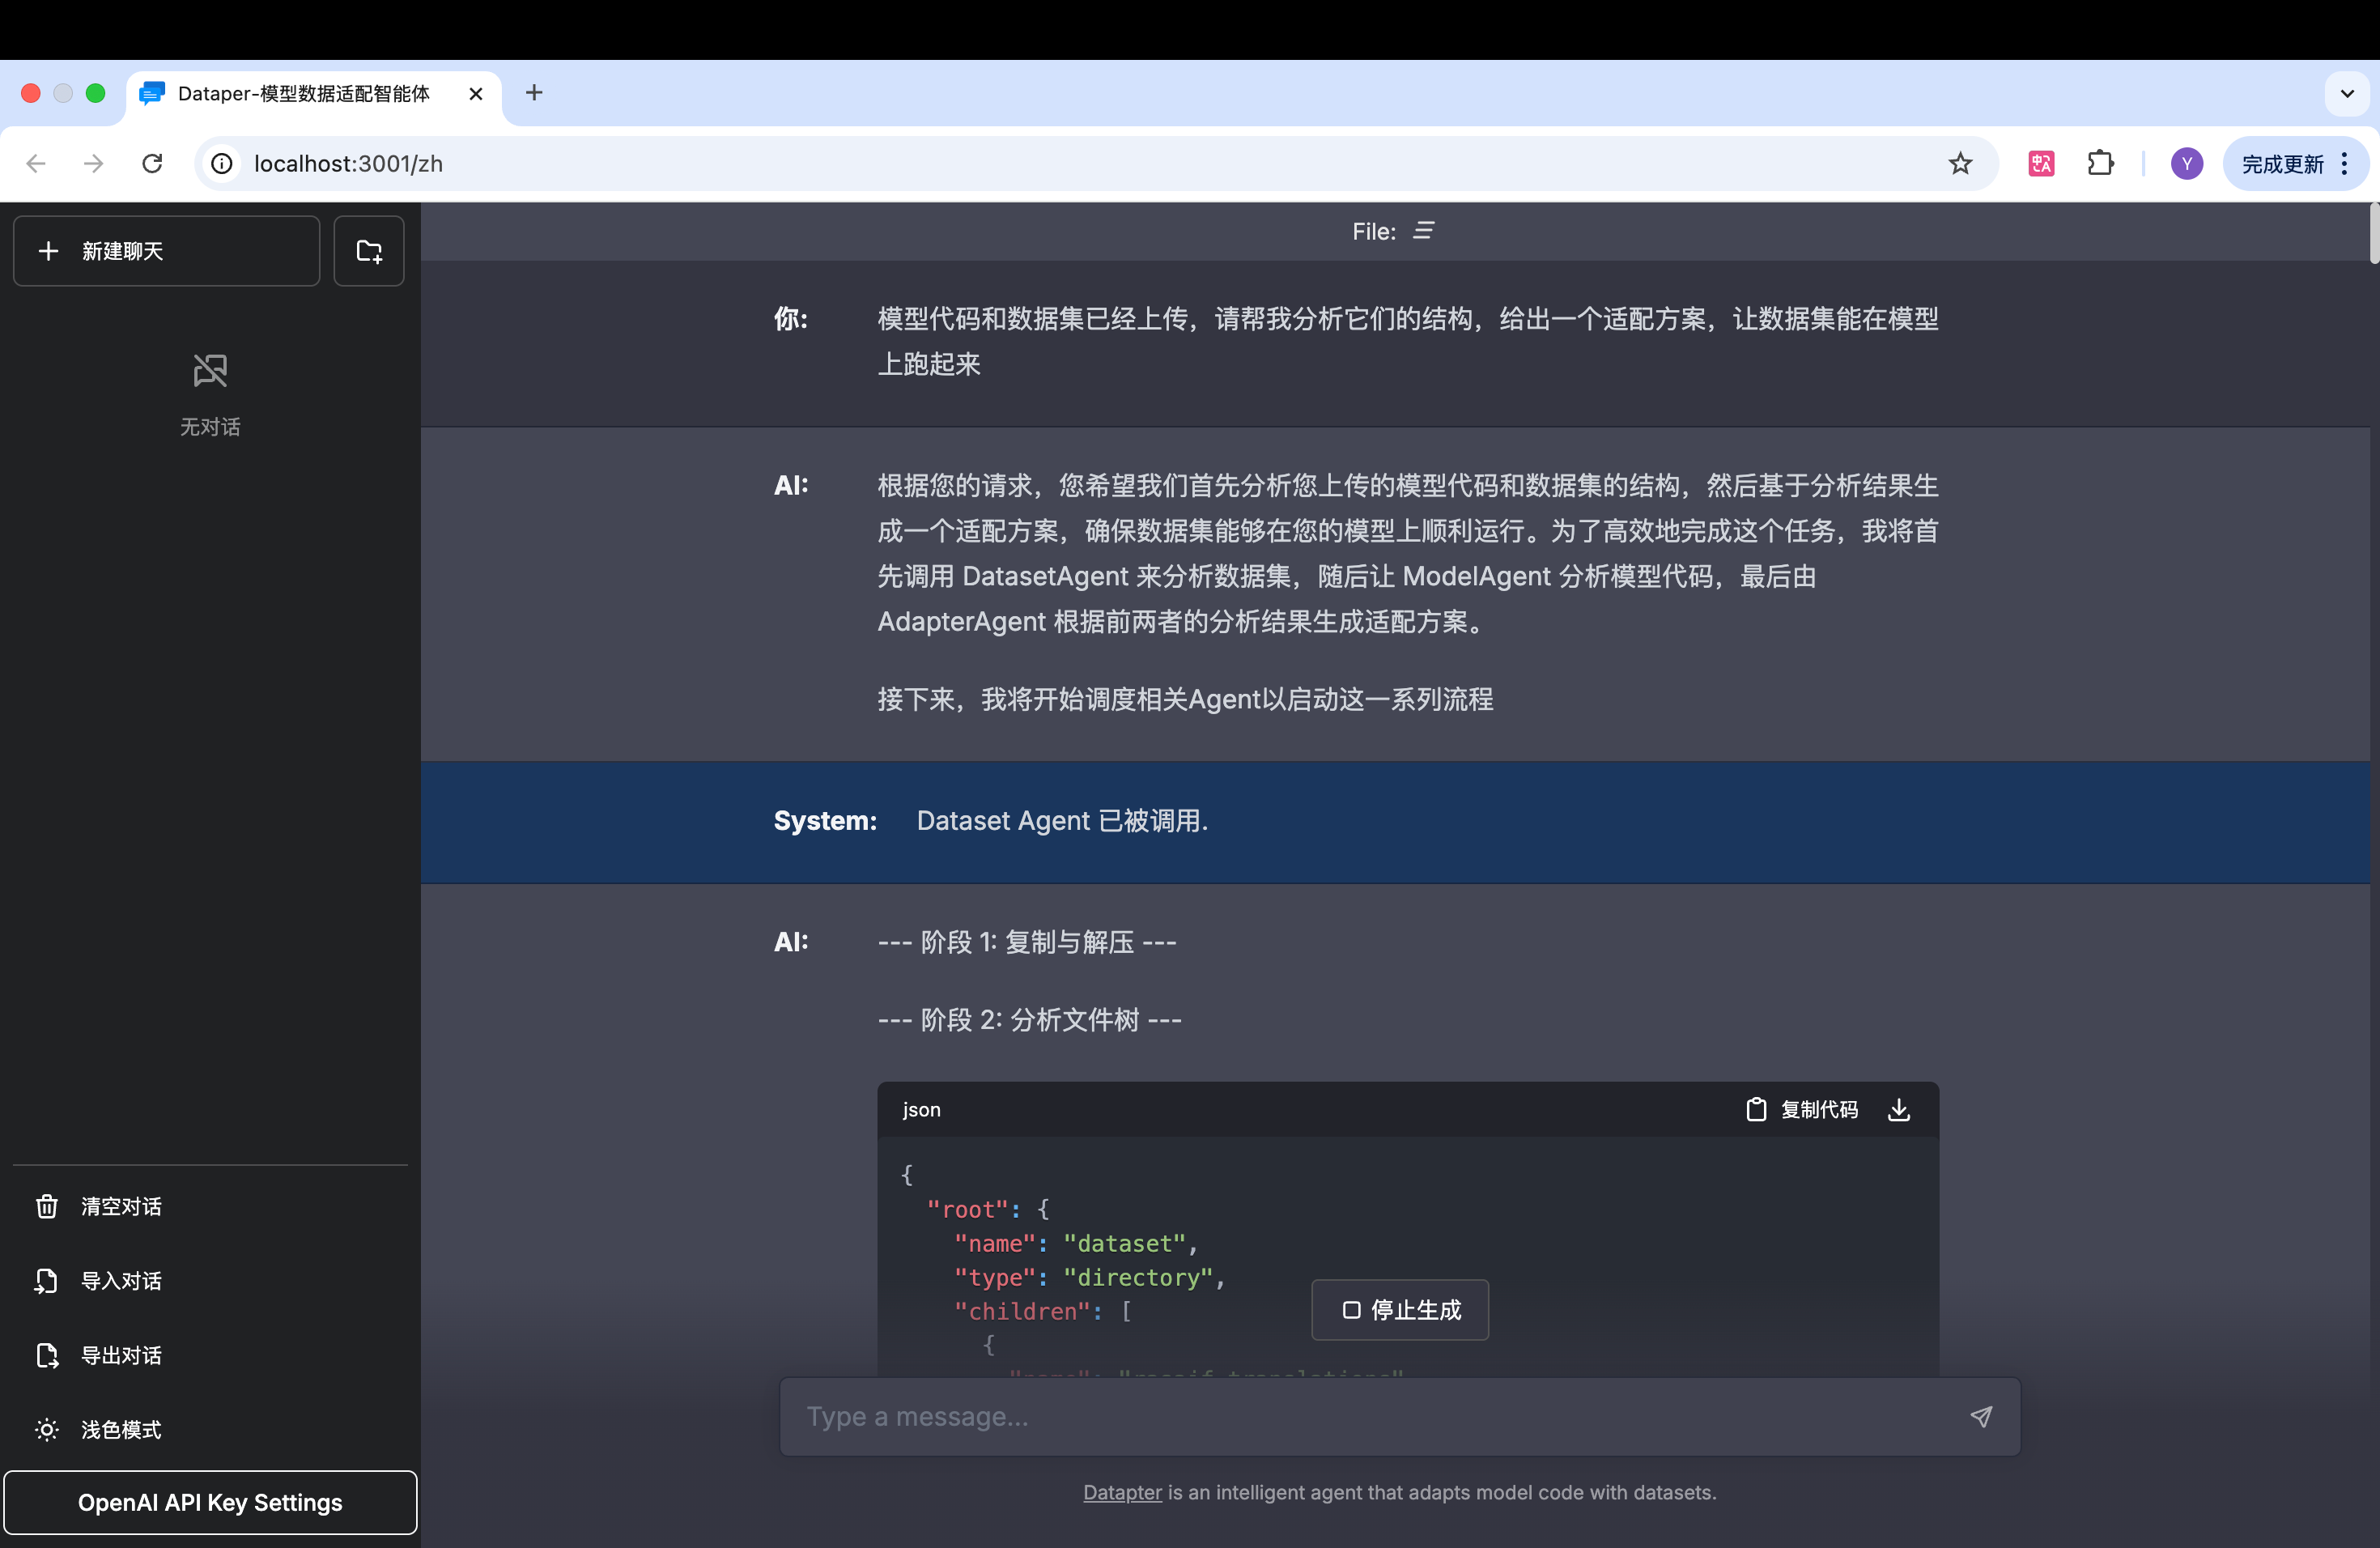 Dataper-模型数据适配智能体
localhost:3001/zh
Y
完成更新
新建聊天
无对话
File:
你:
模型代码和数据集已经上传，请帮我分析它们的结构，给出一个适配方案，让数据集能在模型
上跑起来
AI:
根据您的请求，您希望我们首先分析您上传的模型代码和数据集的结构，然后基于分析结果生
成一个适配方案，确保数据集能够在您的模型上顺利运行。为了高效地完成这个任务，我将首
先调用 DatasetAgent 来分析数据集，随后让 ModelAgent 分析模型代码，最后由
AdapterAgent 根据前两者的分析结果生成适配方案。
接下来，我将开始调度相关Agent以启动这一系列流程
System:
Dataset Agent 已被调用.
AI:
--- 阶段 1: 复制与解压 ---
--- 阶段 2: 分析文件树 ---
json
复制代码
{
"root": {
"name": "dataset",
"type": "directory",
"children": [
{
停止生成
Type a message...
Datapter is an intelligent agent that adapts model code with datasets.
清空对话
导入对话
导出对话
浅色模式
OpenAI API Key Settings